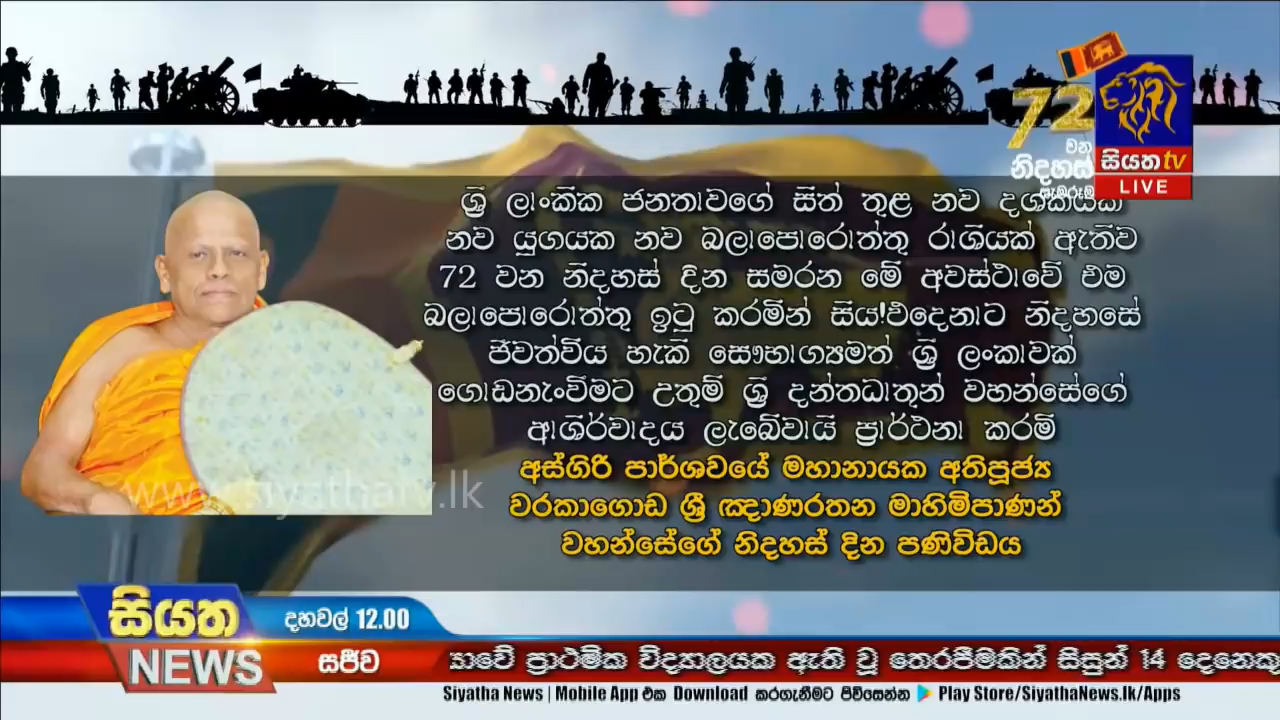 72
වන
නිදහස්
සියත tv
LIVE
ශ්‍රී ලාංකික ජනතාවගේ සිත් තුළ නව දශකයක
නව යුගයක නව බලාපොරොත්තු රාශියක් ඇතිව
72 වන නිදහස් දින සමරන මේ අවස්ථාවේ එම
බලාපොරොත්තු ඉටු කරමින් සියළුදෙනාට නිදහසේ
ජීවත්විය හැකි සෞභාග්‍යමත් ශ්‍රී ලංකාවක්
ගොඩනැංවීමට උතුම් ශ්‍රී දන්තධාතූන් වහන්සේගේ
ආශිර්වාදය ලැබේවායි ප්‍රාර්ථනා කරමි
අස්ගිරි පාර්ශවයේ මහානායක අතිපූජ්‍ය
වරකාගොඩ ශ්‍රී ඤාණරතන මාහිමිපාණන්
වහන්සේගේ නිදහස් දින පණිවිඩය
www.siyathatv.lk
සියත
NEWS
දහවල් 12.00
සජීව
ප්‍රාථමික විද්‍යාලයක ඇති වූ තෙරපීමකින් සිසුන් 14 දෙනෙකු
Siyatha News | Mobile App එක Download කරගැනීමට පිවිසෙන්න Play Store/SiyathaNews.lk/Apps